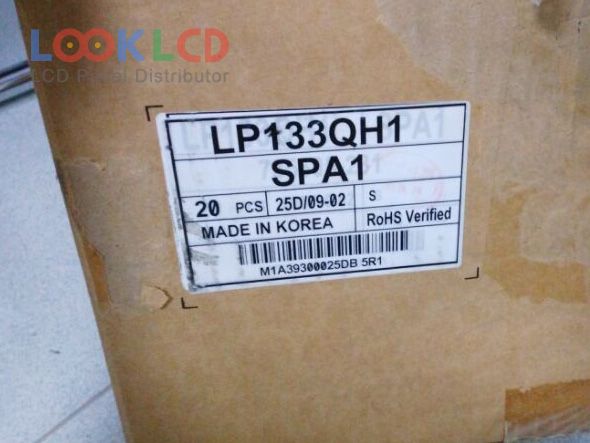 LOOKLCD
LCD Panel Distributor
LP133QH1
SPA1
20 PCS 25D/09-02 S
MADE IN KOREA RoHS Verified
M1A39300025DB 5R1